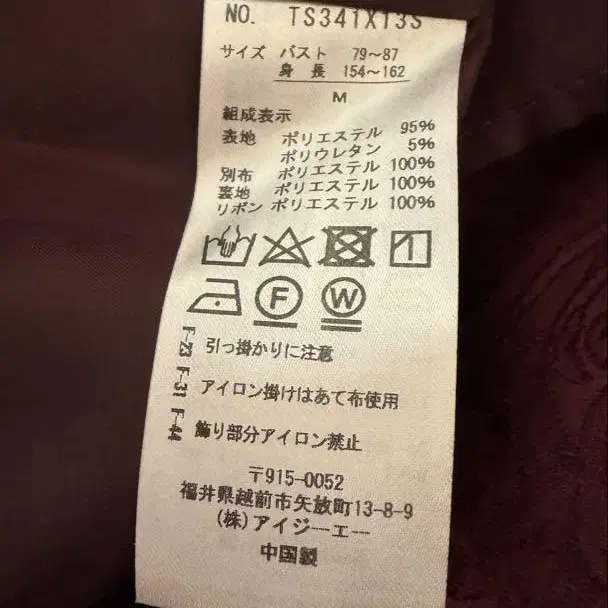 NO. TS341X13S
サイズ バスト 79～87
身長 154～162
M
組成表示
表地 ポリエステル 95%
ポリウレタン 5%
別布 ポリエステル 100%
裏地 ポリエステル 100%
リボン ポリエステル 100%
F W
F-23 引っ掛かりに注意
F-31 アイロン掛けはあて布使用
F-44 飾り部分アイロン禁止
〒915-0052
福井県越前市矢放町13-8-9
(株)アイジーエー
中国製